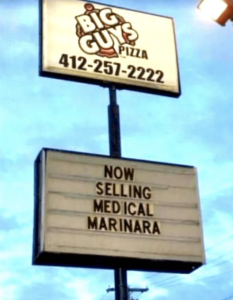 BIG
GUYS
PIZZA
412-257-2222
NOW
SELLING
MEDICAL
MARINARA